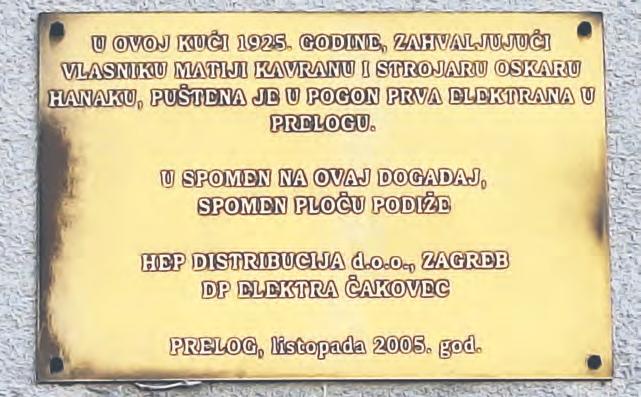 U OVOJ KUĆI 1925. GODINE, ZAHVALJUJUĆI
VLASNIKU MATIJI KAVRANU I STROJARU OSKARU
HANAKU, PUŠTENA JE U POGON PRVA ELEKTRANA U
PRELOGU.
U SPOMEN NA OVAJ DOGAĐAJ,
SPOMEN PLOČU PODIŽE
HEP DISTRIBUCIJA d.o.o., ZAGREB
DP ELEKTRA ČAKOVEC
PRELOG, listopada 2005. god.